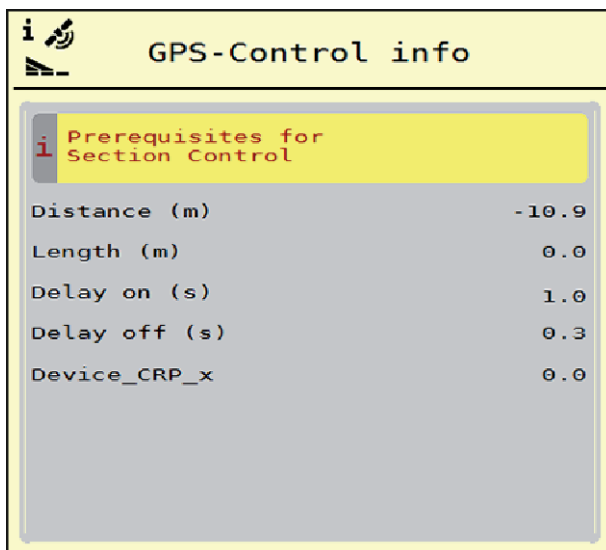 i
GPS-Control info
i
Prerequisites for
Section Control
Distance (m) -10.9
Length (m) 0.0
Delay on (s) 1.0
Delay off (s) 0.3
Device_CRP_x 0.0